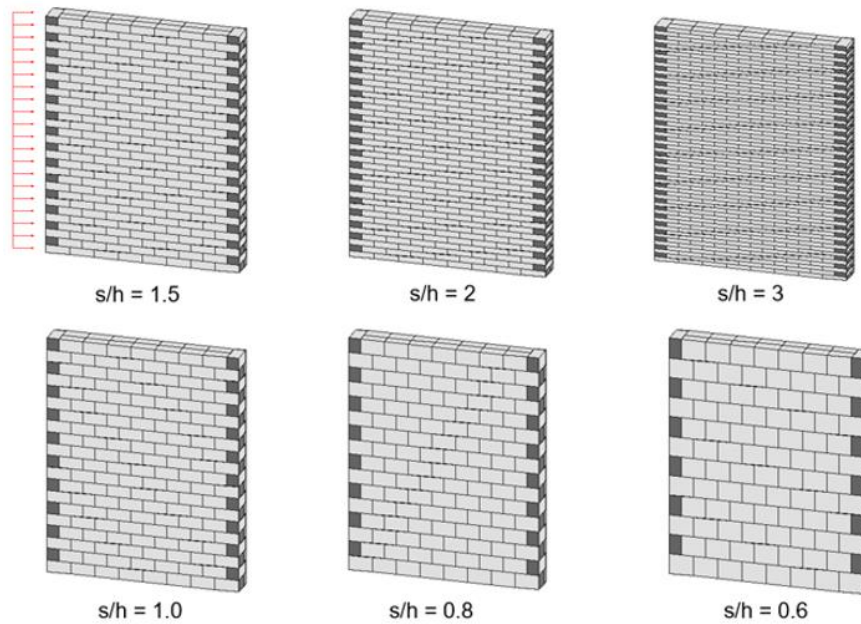 s/h = 1.5
s/h = 2
s/h = 3
s/h = 1.0
s/h = 0.8
s/h = 0.6